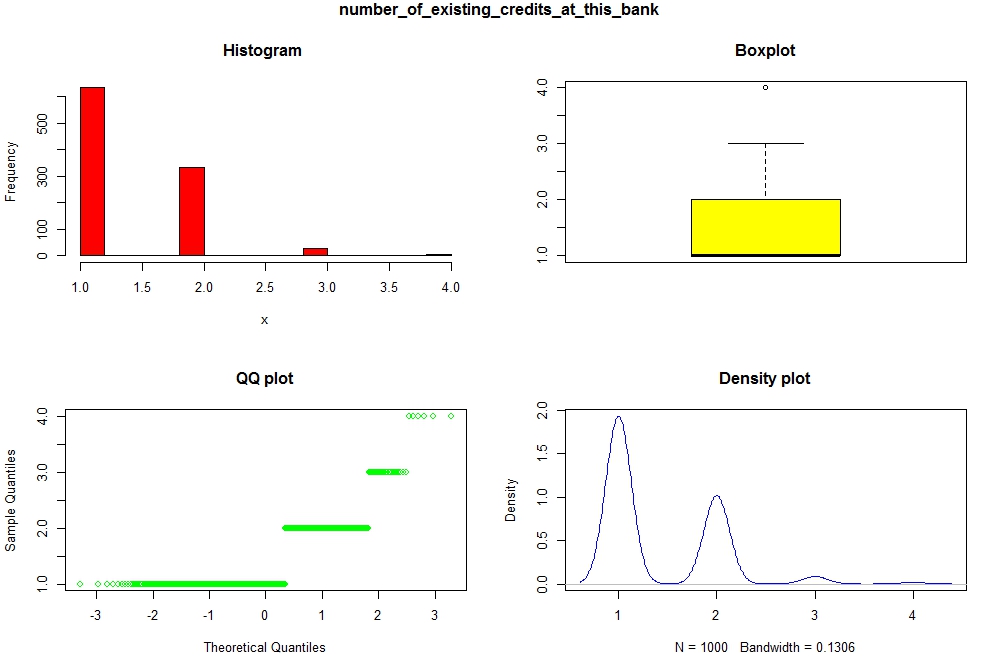 number_of_existing_credits_at_this_bank
Histogram
Frequency
0 100 300 500
1.0 1.5 2.0 2.5 3.0 3.5 4.0
x
Boxplot
1.0 2.0 3.0 4.0
QQ plot
Sample Quantiles
1.0 2.0 3.0 4.0
-3 -2 -1 0 1 2 3
Theoretical Quantiles
Density plot
Density
0.0 0.5 1.0 1.5 2.0
1 2 3 4
N = 1000 Bandwidth = 0.1306